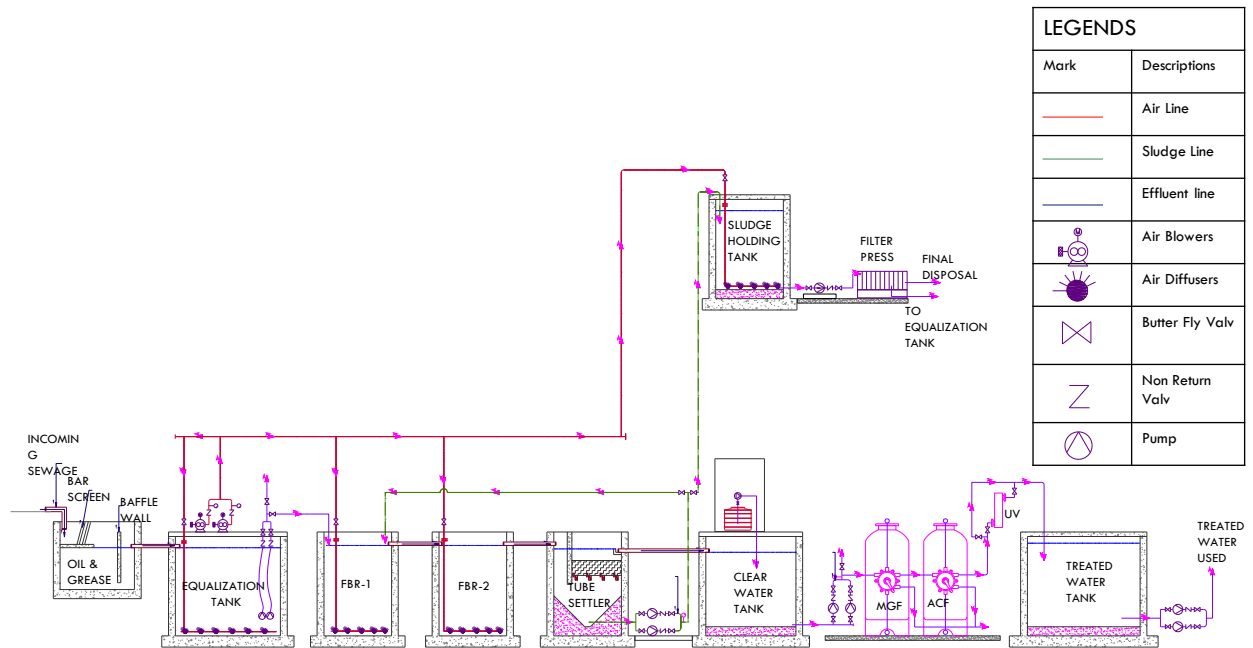 LEGENDS
Mark
Descriptions
Air Line
Sludge Line
Effluent line
Air Blowers
Air Diffusers
Butter Fly Valv
Non Return
Valv
Pump
SLUDGE
HOLDING
TANK
FILTER
PRESS
FINAL
DISPOSAL
TO
EQUALIZATION
TANK
INCOMIN
G
SEWAGE
BAR
SCREEN
BAFFLE
WALL
OIL &
GREASE
EQUALIZATION
TANK
FBR-1
FBR-2
TUBE
SETTLER
CLEAR
WATER
TANK
MGF
ACF
UV
TREATED
WATER
TANK
TREATED
WATER
USED